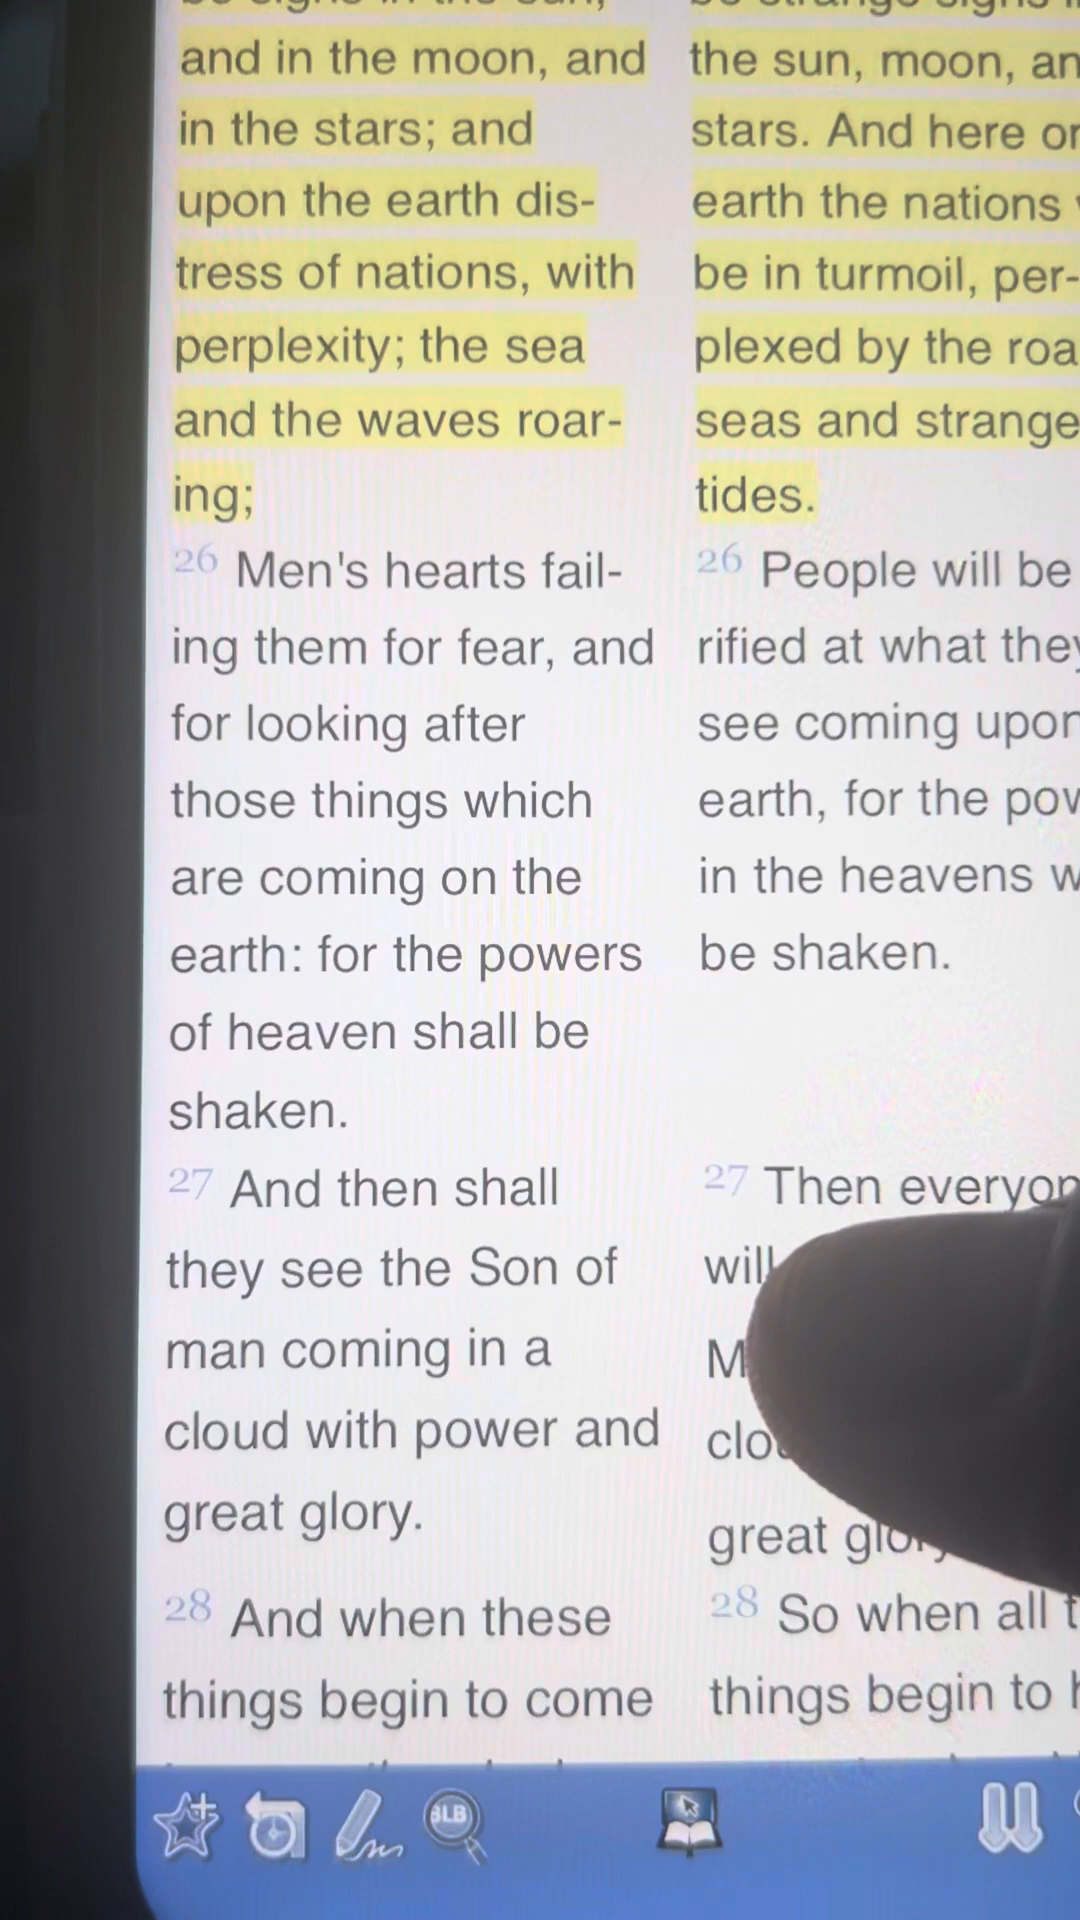 and in the moon, and
in the stars; and
upon the earth dis-
tress of nations, with
perplexity; the sea
and the waves roar-
ing;
26 Men's hearts fail-
ing them for fear, and
for looking after
those things which
are coming on the
earth: for the powers
of heaven shall be
shaken.
27 And then shall
they see the Son of
man coming in a
cloud with power and
great glory.
28 And when these
things begin to come
the sun, moon,
stars. And here
earth the nations
be in turmoil, per-
plexed by the
seas and strange
tides.
26 People will be
rified at what
see coming
earth, for the
in the heavens
be shaken.
27 Then
will
great
28 So when all
things begin to
BLB